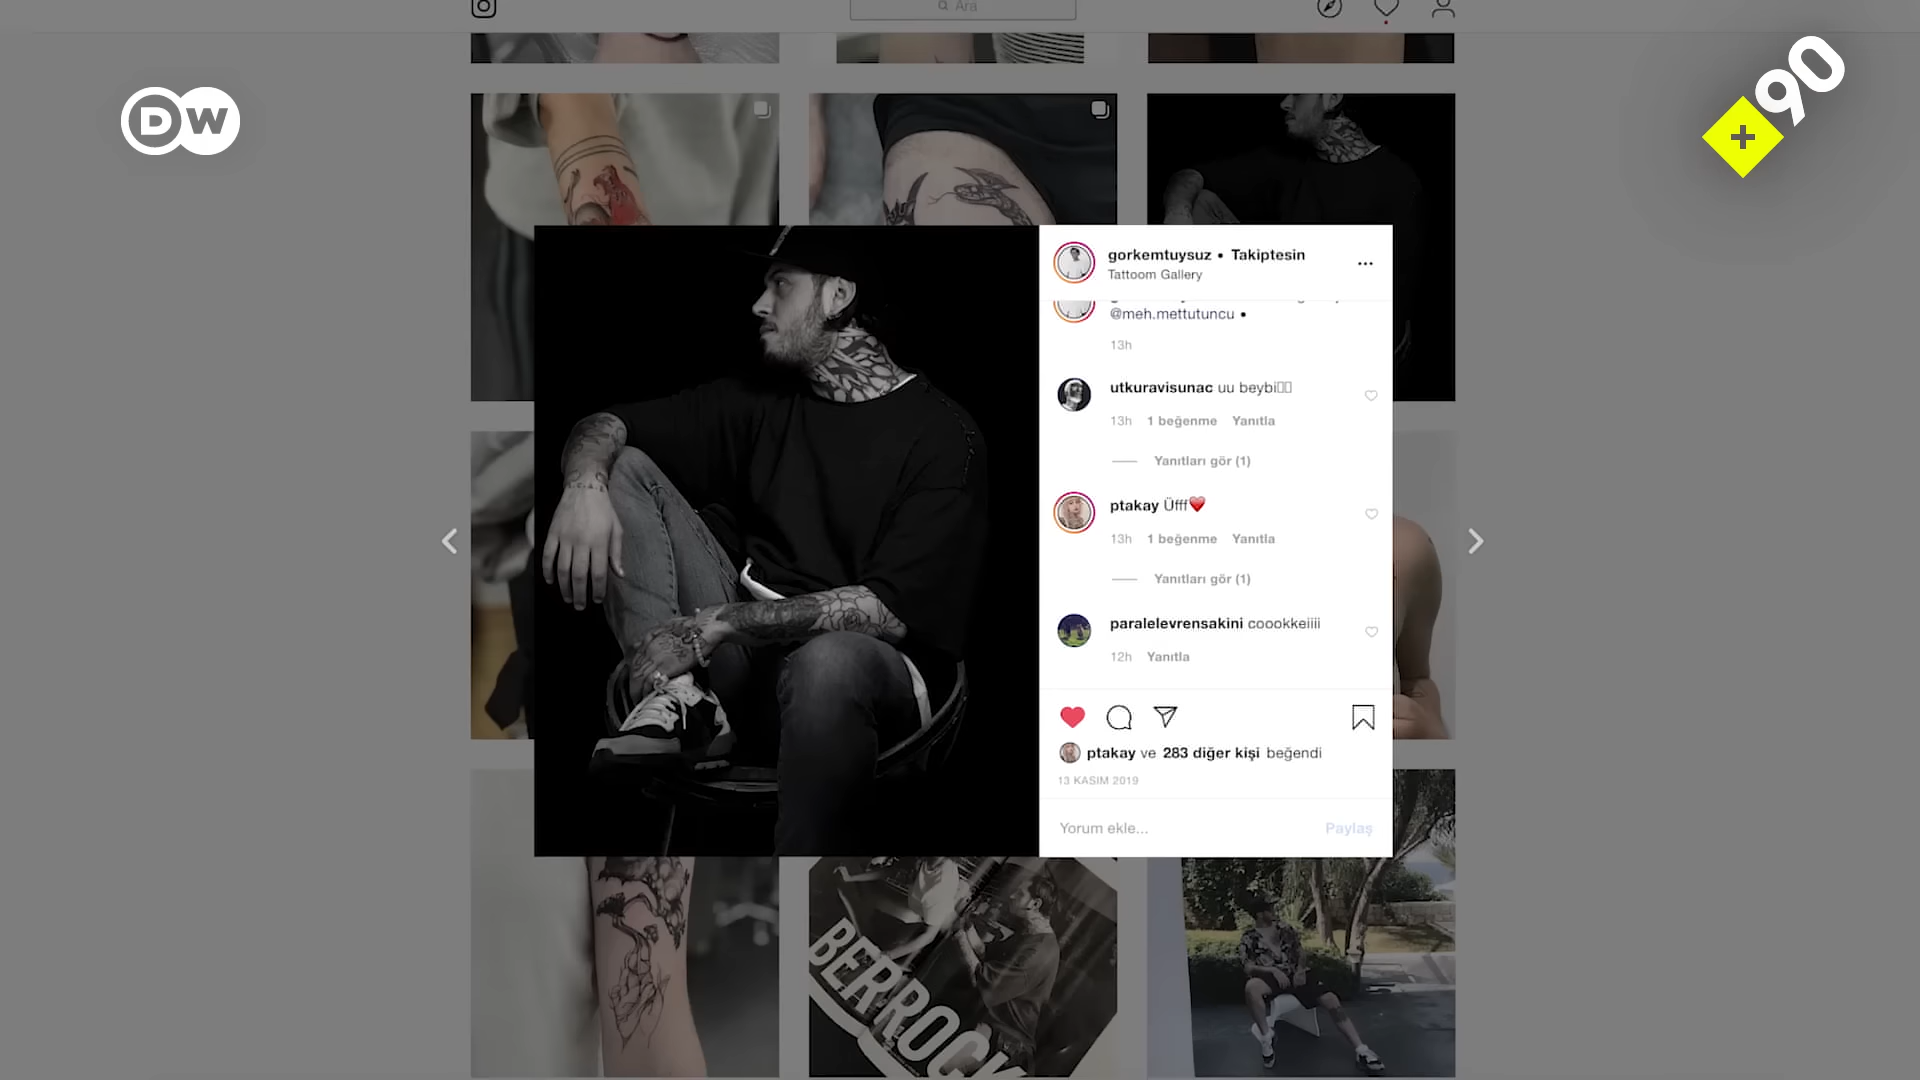 Ara
DW
+90
gorkemtuysuz • Takiptesin
Tattoom Gallery
@meh.mettutuncu •
13h
utkuravisunac uu beybi
13h 1 beğenme Yanıtla
Yanıtları gör (1)
ptakay Üfff❤️
13h 1 beğenme Yanıtla
Yanıtları gör (1)
paralelevrensakini coookkeiiii
12h Yanıtla
ptakay ve 283 diğer kişi beğendi
13 KASIM 2019
Yorum ekle...
Paylaş
BERROCK